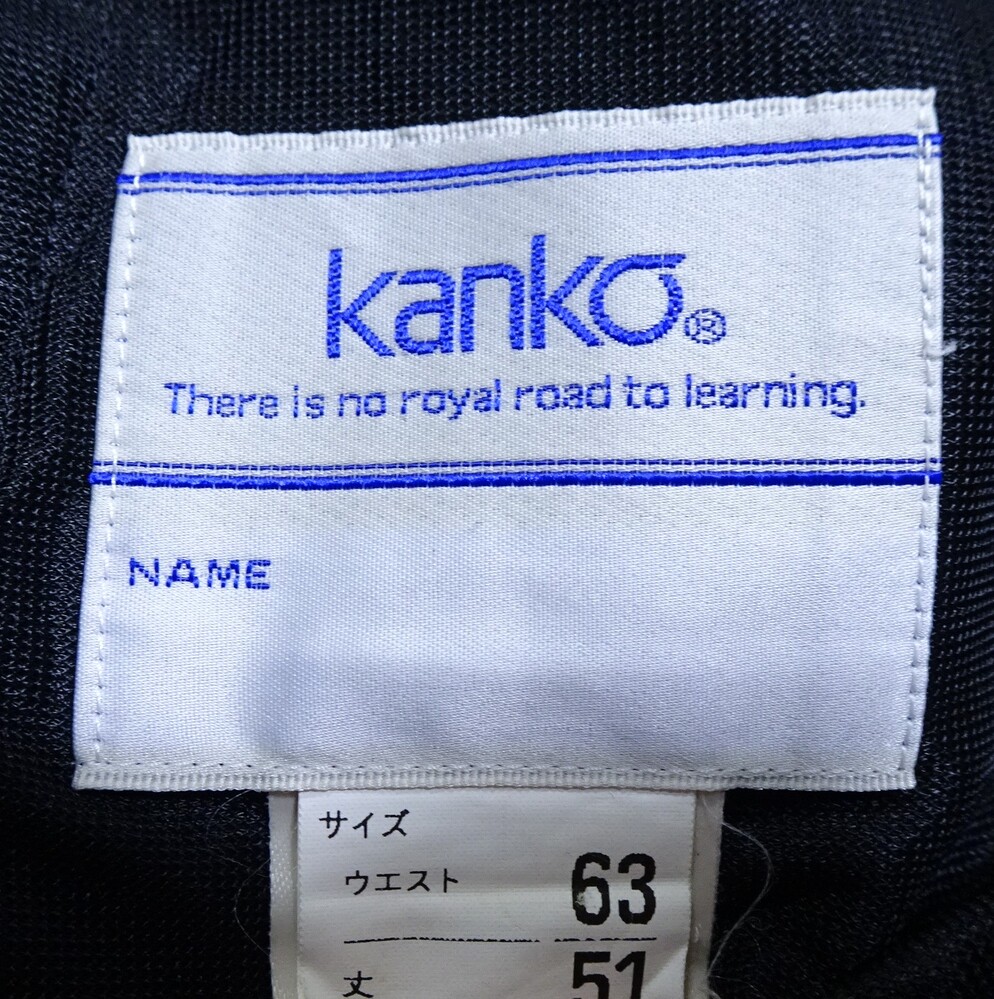 kanko®
There is no royal road to learning.
NAME
サイズ
ウエスト 63
丈 51